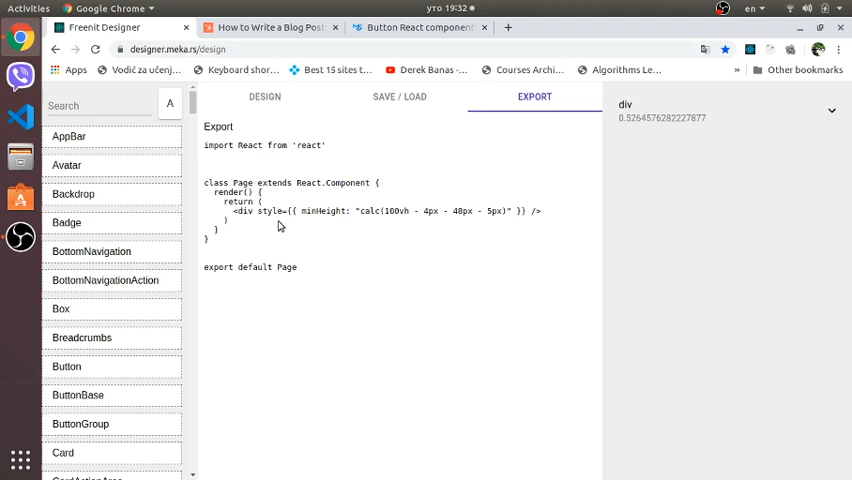 Activities
Google Chrome
уто 19:32
en
Freenit Designer
How to Write a Blog Post
Button React component
designer.meka.rs/design
Apps
Vodič za učenj...
Keyboard shor...
Best 15 sites t...
Derek Banas -...
Courses Archi...
Algorithms Le...
»
Other bookmarks
Search
A
AppBar
Avatar
Backdrop
Badge
BottomNavigation
BottomNavigationAction
Box
Breadcrumbs
Button
ButtonBase
ButtonGroup
Card
CardActionArea
DESIGN
SAVE / LOAD
EXPORT
Export
import React from 'react'
class Page extends React.Component {
render() {
return (
<div style={{ minHeight: "calc(100vh - 4px - 48px - 5px)" }} />
)
}
}
export default Page
div
0.5264576282227877